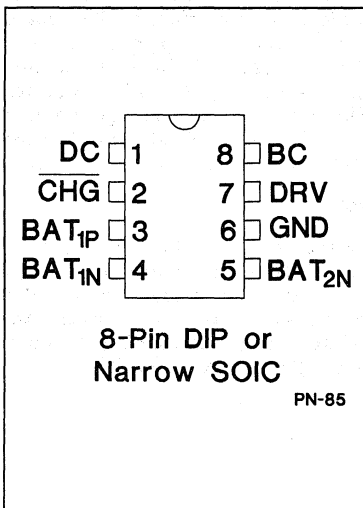 DC 1 8 BC
CHG 2 7 DRV
BAT1P 3 6 GND
BAT1N 4 5 BAT2N
8-Pin DIP or
Narrow SOIC
PN-85